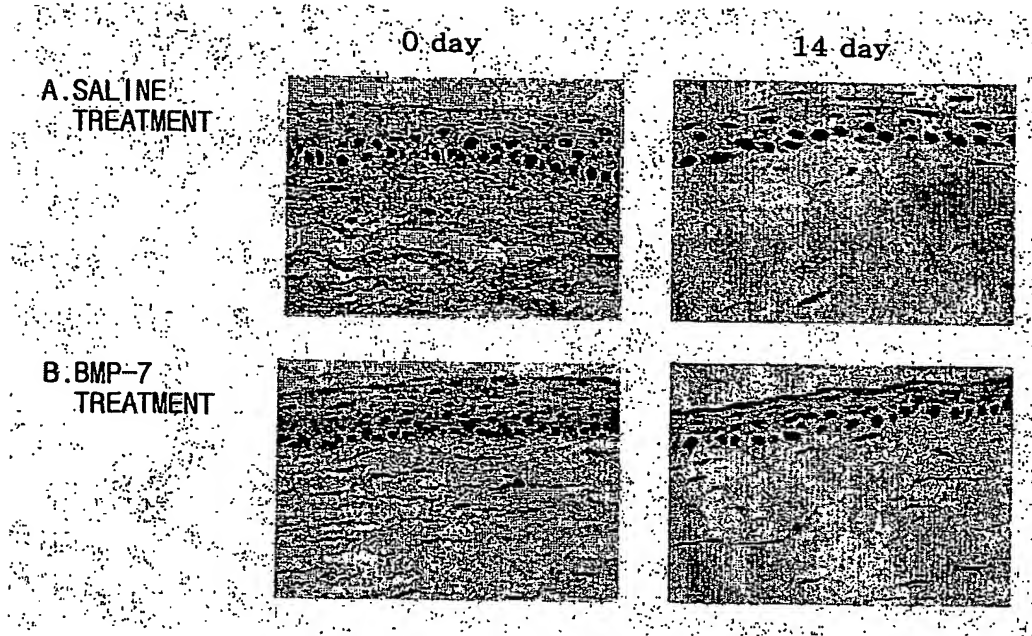 0 day
14 day
A.SALINE
TREATMENT
B.BMP-7
TREATMENT